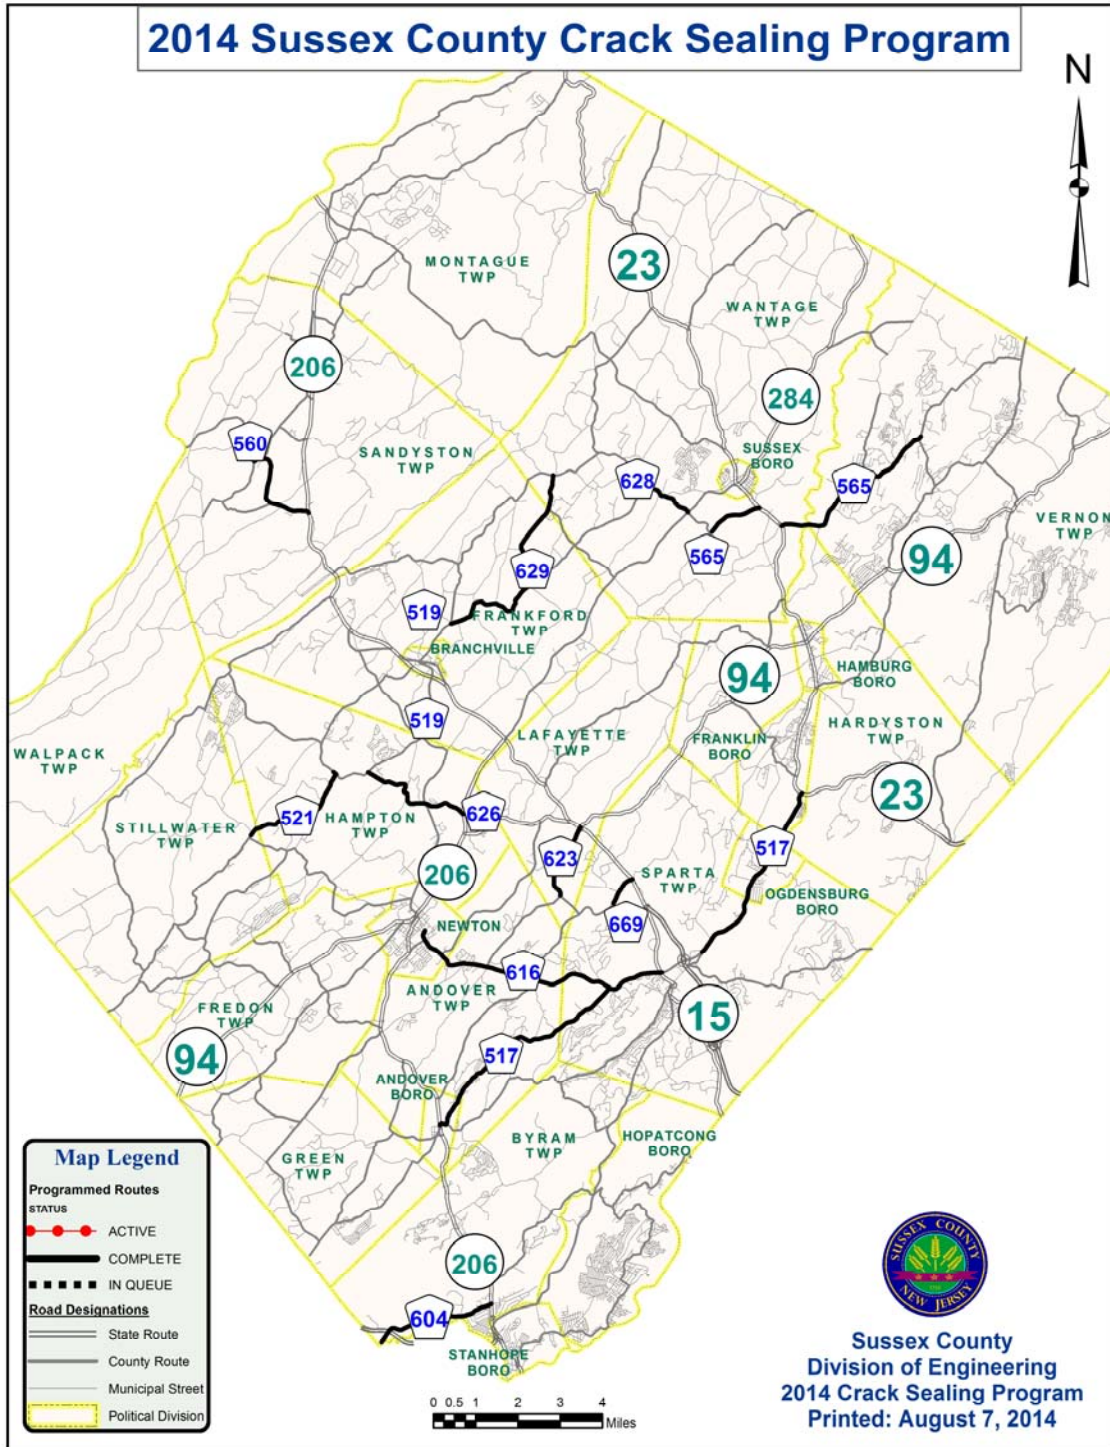 2014 Sussex County Crack Sealing Program
N
MONTAGUE
TWP
23
WANTAGE
TWP
206
284
560
SANDYSTON
TWP
SUSSEX
BORO
628
565
VERNON
TWP
565
94
629
519
FRANKFORD
TWP
BRANCHVILLE
94
HAMBURG
BORO
519
LAFAYETTE
TWP
FRANKLIN
BORO
HARDYSTON
TWP
WALPACK
TWP
23
521
STILLWATER
TWP
HAMPTON
TWP
626
517
623
206
SPARTA
TWP
OGDENSBURG
BORO
669
NEWTON
616
ANDOVER
TWP
FREDON
TWP
15
94
517
ANDOVER
BORO
BYRAM
TWP
HOPATCONG
BORO
GREEN
TWP
206
604
STANHOPE
BORO
Map Legend
Programmed Routes
STATUS
ACTIVE
COMPLETE
IN QUEUE
Road Designations
State Route
County Route
Municipal Street
Political Division
0 0.5 1 2 3 4
Miles
SUSSEX COUNTY
NEW JERSEY
Sussex County
Division of Engineering
2014 Crack Sealing Program
Printed: August 7, 2014